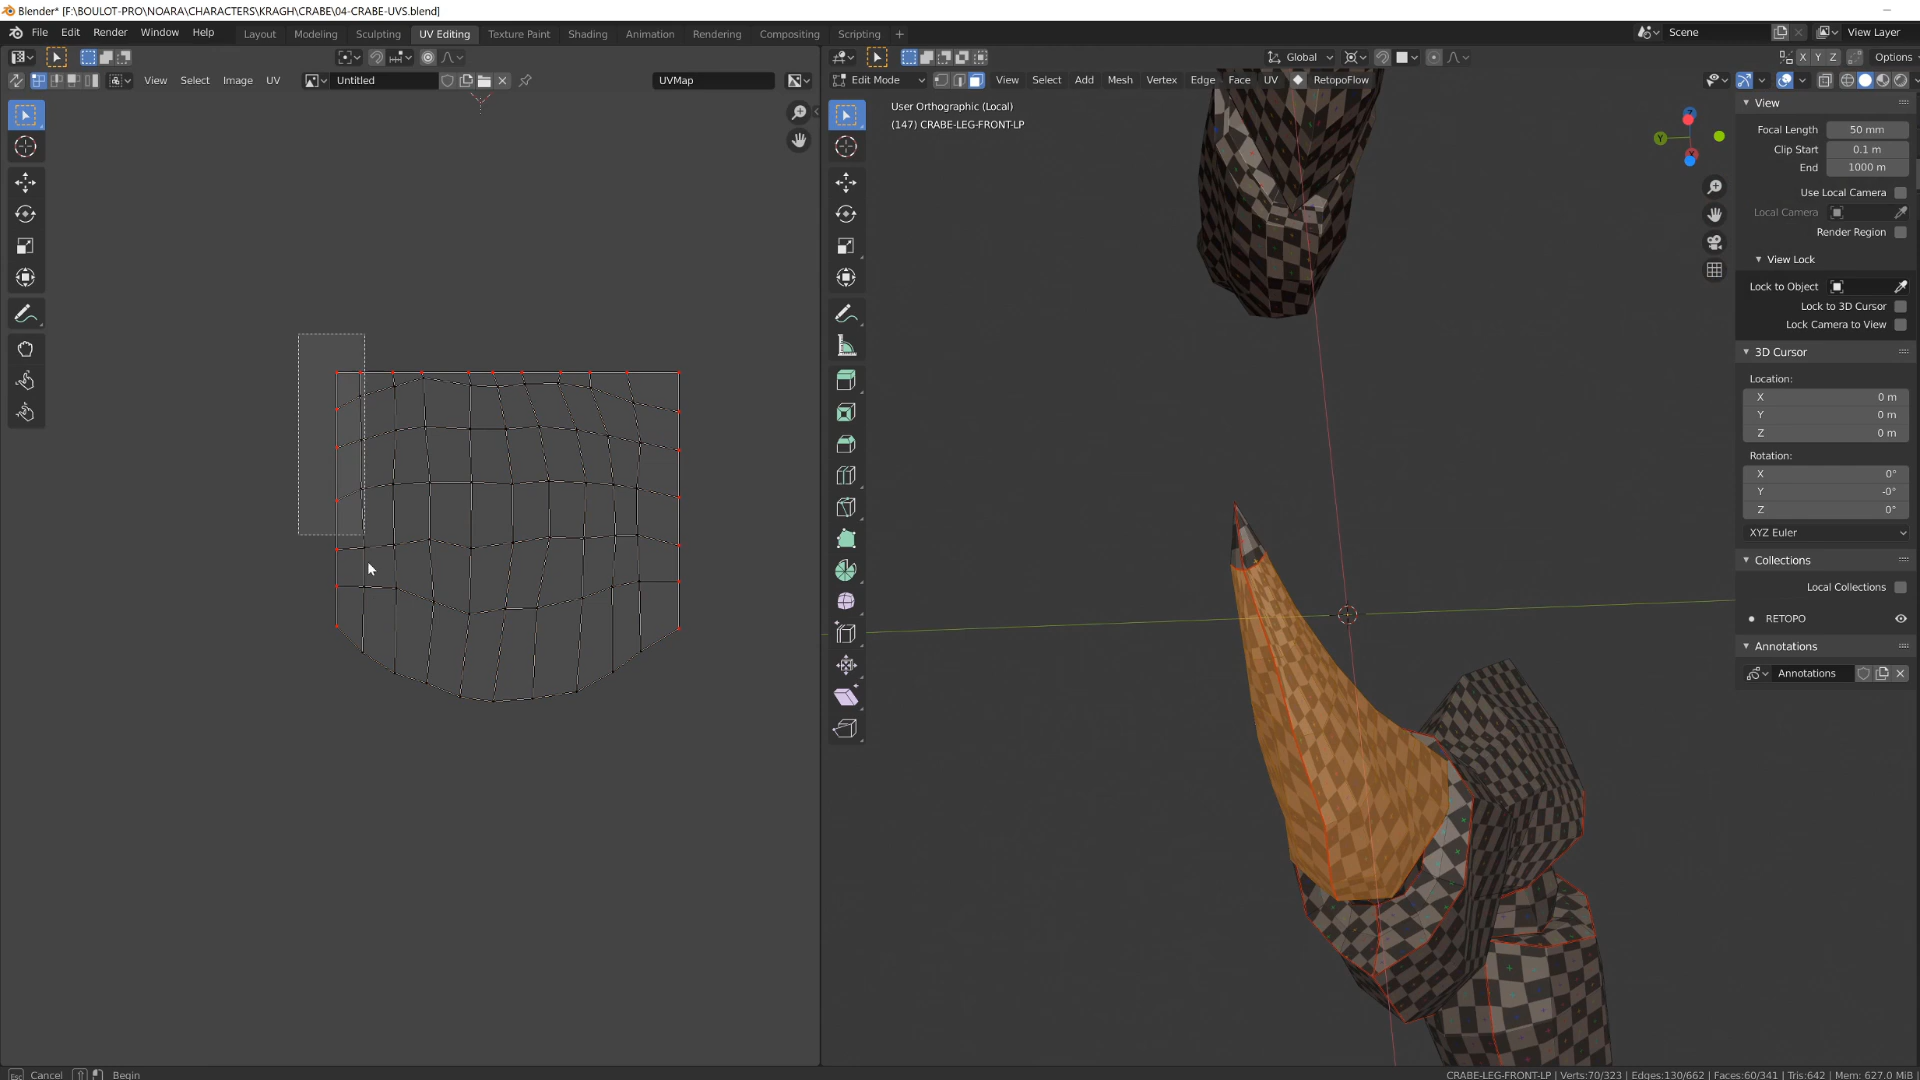 Blender* [F:\BOULOT-PRO\NOARA\CHARACTERS\KRAGH\CRABE\04-CRABE-UVS.blend]
File Edit Render Window Help Layout Modeling Sculpting UV Editing Texture Paint Shading Animation Rendering Compositing Scripting + Scene View Layer
Global X Y Z Options
View Select Image UV Untitled UVMap Edit Mode View Select Add Mesh Vertex Edge Face UV RetopoFlow
User Orthographic (Local)
(147) CRABE-LEG-FRONT-LP
View
Focal Length 50 mm
Clip Start 0.1 m
End 1000 m
Use Local Camera
Local Camera
Render Region
View Lock
Lock to Object
Lock to 3D Cursor
Lock Camera to View
3D Cursor
Location:
X 0 m
Y 0 m
Z 0 m
Rotation:
X 0°
Y -0°
Z 0°
XYZ Euler
Collections
Local Collections
RETOPO
Annotations
Annotations
Esc Cancel Begin
CRABE-LEG-FRONT-LP | Verts:70/323 | Edges:130/662 | Faces:60/341 | Tris:642 | Mem: 627.0 MiB